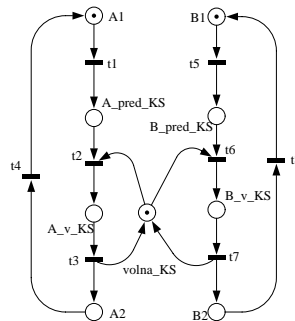 A1
B1
t1
t5
A_pred_KS
B_pred_KS
t4
t2
t6
t
A_v_KS
B_v_KS
t3
volna_KS
t7
A2
B2